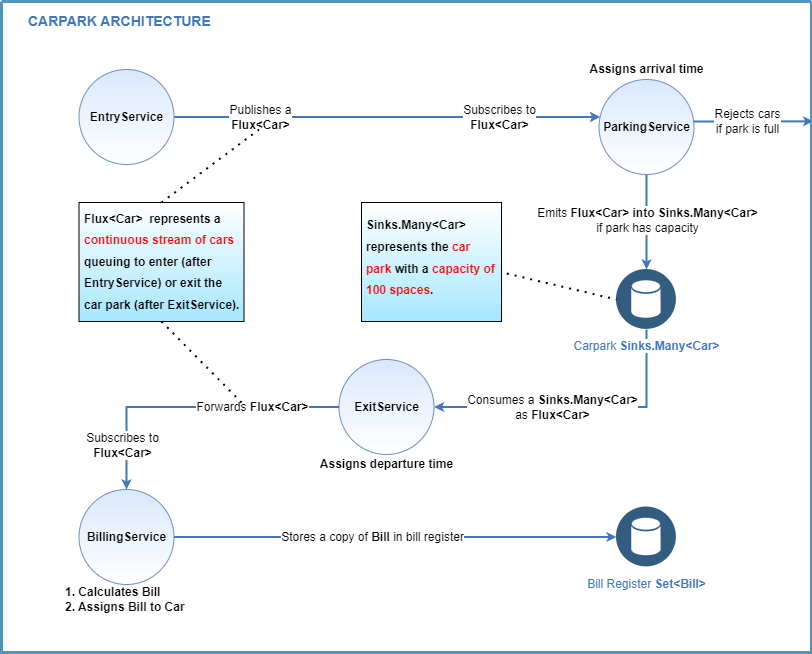 CARPARK ARCHITECTURE
Assigns arrival time
EntryService
Publishes a
Flux<Car>
Subscribes to
Flux<Car>
ParkingService
Rejects cars
if park is full
Flux<Car> represents a
continuous stream of cars
queuing to enter (after
EntryService) or exit the
car park (after ExitService).
Sinks.Many<Car>
represents the car
park with a capacity of
100 spaces.
Emits Flux<Car> into Sinks.Many<Car>
if park has capacity
Carpark Sinks.Many<Car>
Forwards Flux<Car>
ExitService
Consumes a Sinks.Many<Car>
as Flux<Car>
Assigns departure time
Subscribes to
Flux<Car>
BillingService
Stores a copy of Bill in bill register
Bill Register Set<Bill>
1. Calculates Bill
2. Assigns Bill to Car